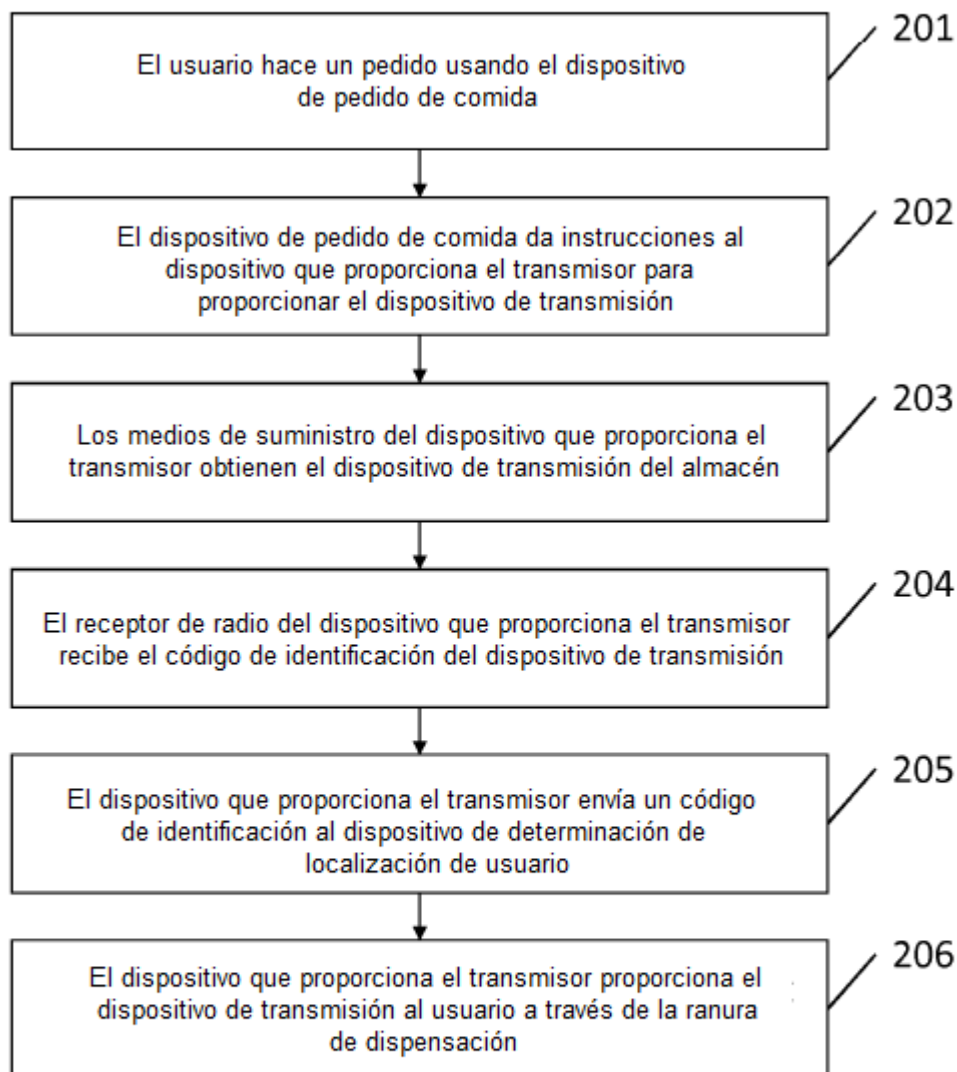 El usuario hace un pedido usando el dispositivo
de pedido de comida
201
El dispositivo de pedido de comida da instrucciones al
dispositivo que proporciona el transmisor para
proporcionar el dispositivo de transmisión
202
Los medios de suministro del dispositivo que proporciona el
transmisor obtienen el dispositivo de transmisión del almacén
203
El receptor de radio del dispositivo que proporciona el transmisor
recibe el código de identificación del dispositivo de transmisión
204
El dispositivo que proporciona el transmisor envía un código
de identificación al dispositivo de determinación de
localización de usuario
205
El dispositivo que proporciona el transmisor proporciona el
dispositivo de transmisión al usuario a través de la ranura
de dispensación
206